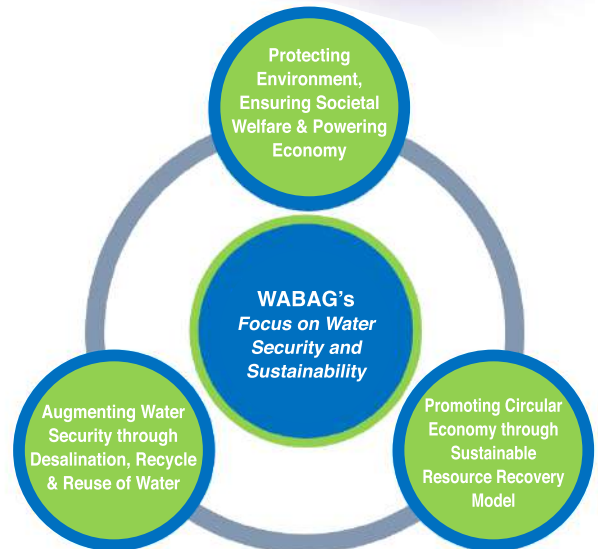 Protecting
Environment,
Ensuring Societal
Welfare & Powering
Economy
WABAG's
Focus on Water
Security and
Sustainability
Augmenting Water
Security through
Desalination, Recycle
& Reuse of Water
Promoting Circular
Economy through
Sustainable
Resource Recovery
Model